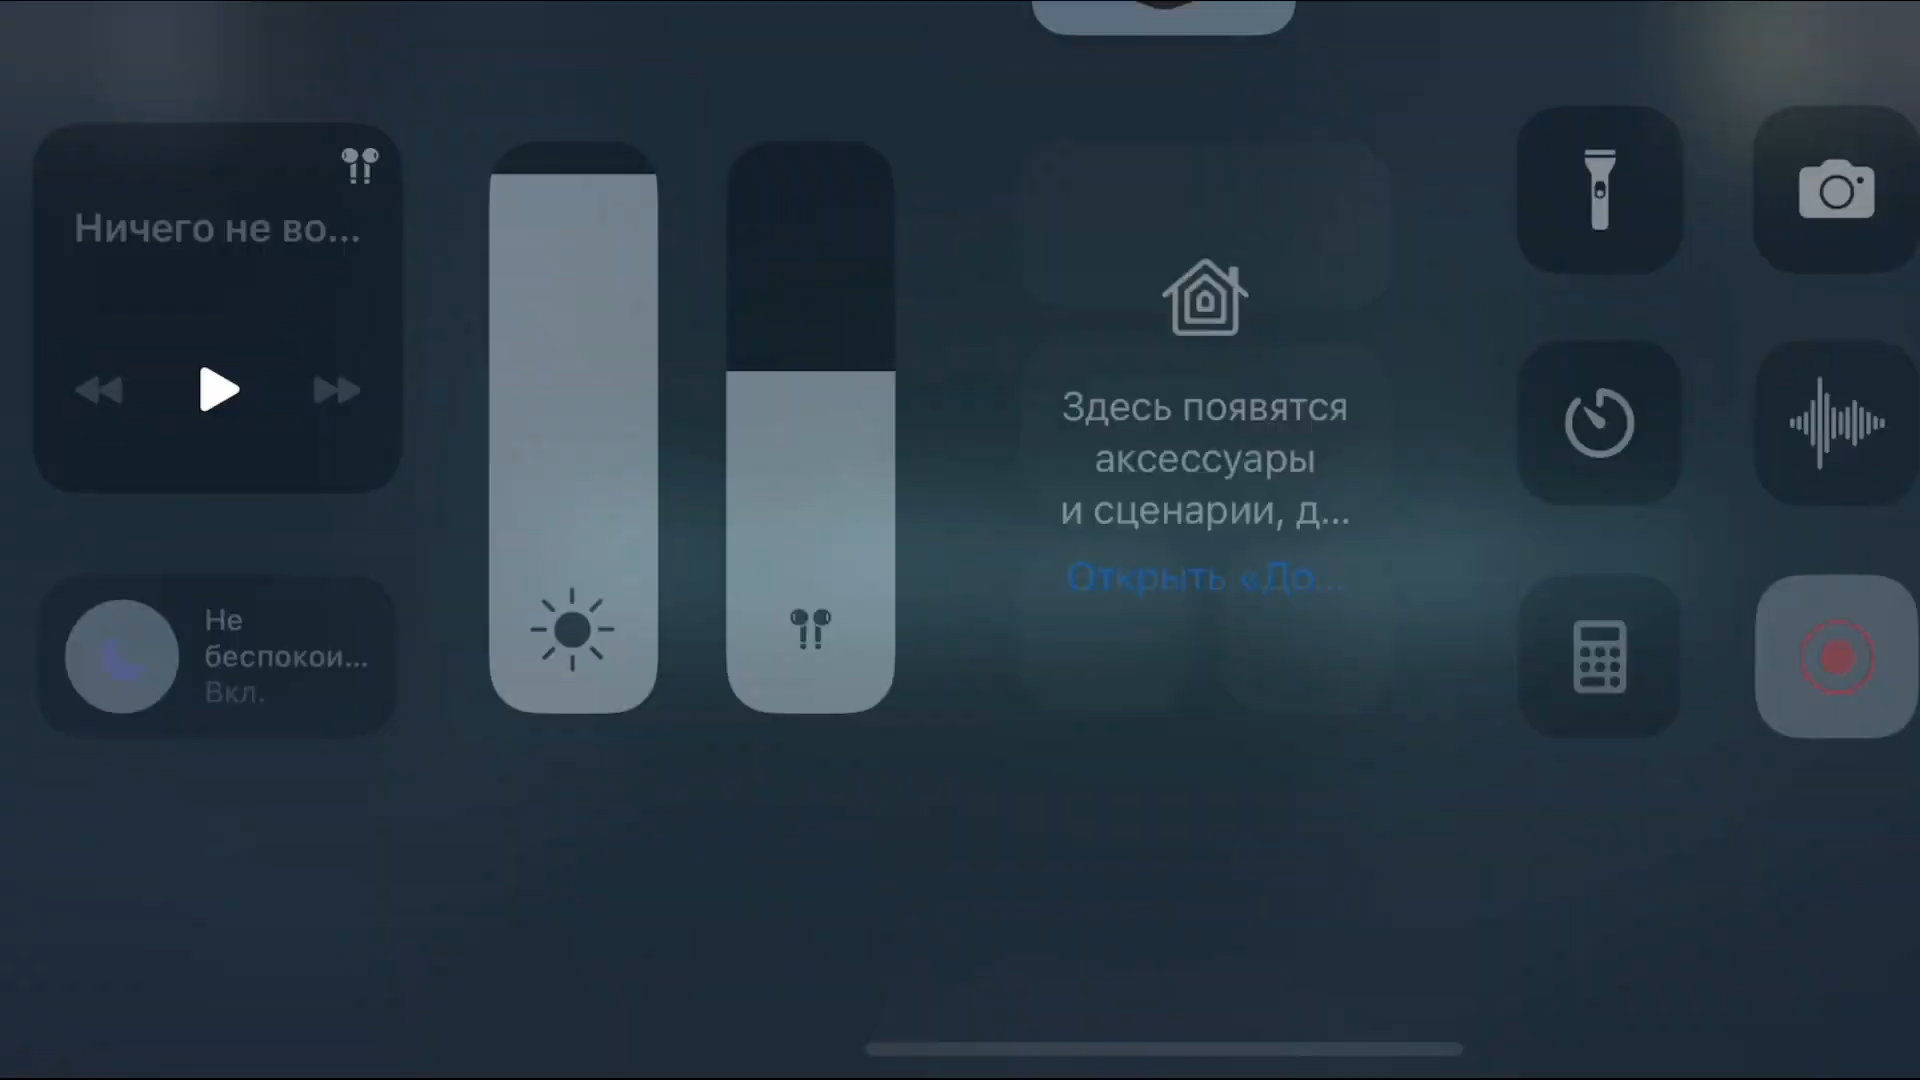 Ничего не во...
Не
беспокои...
Вкл.
Здесь появятся
аксессуары
и сценарии, д...
Открыть «До...